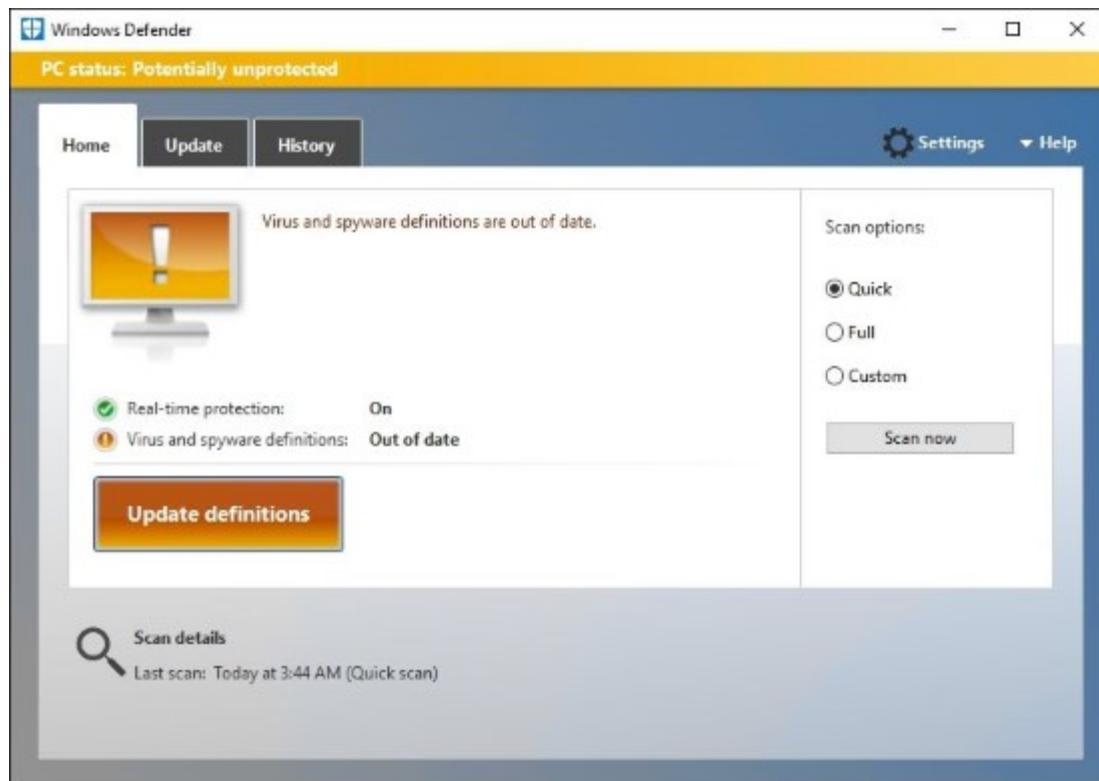 Windows Defender
PC status: Potentially unprotected
Home
Update
History
Settings
Help
Virus and spyware definitions are out of date.
Real-time protection: On
Virus and spyware definitions: Out of date
Update definitions
Scan options:
Quick
Full
Custom
Scan now
Scan details
Last scan: Today at 3:44 AM (Quick scan)